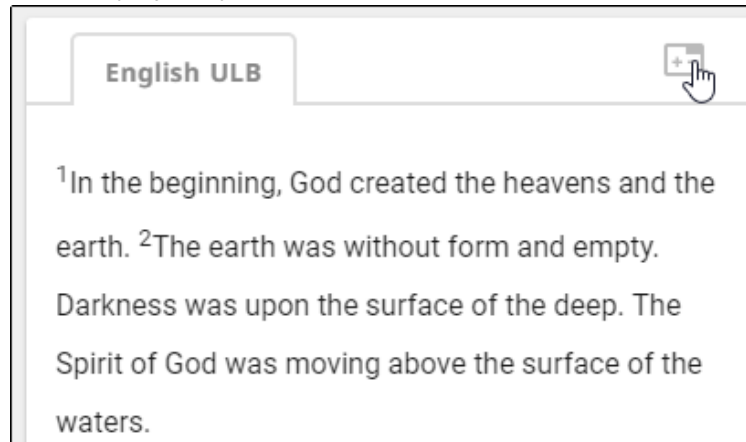 English ULB
¹In the beginning, God created the heavens and the
earth. ²The earth was without form and empty.
Darkness was upon the surface of the deep. The
Spirit of God was moving above the surface of the
waters.